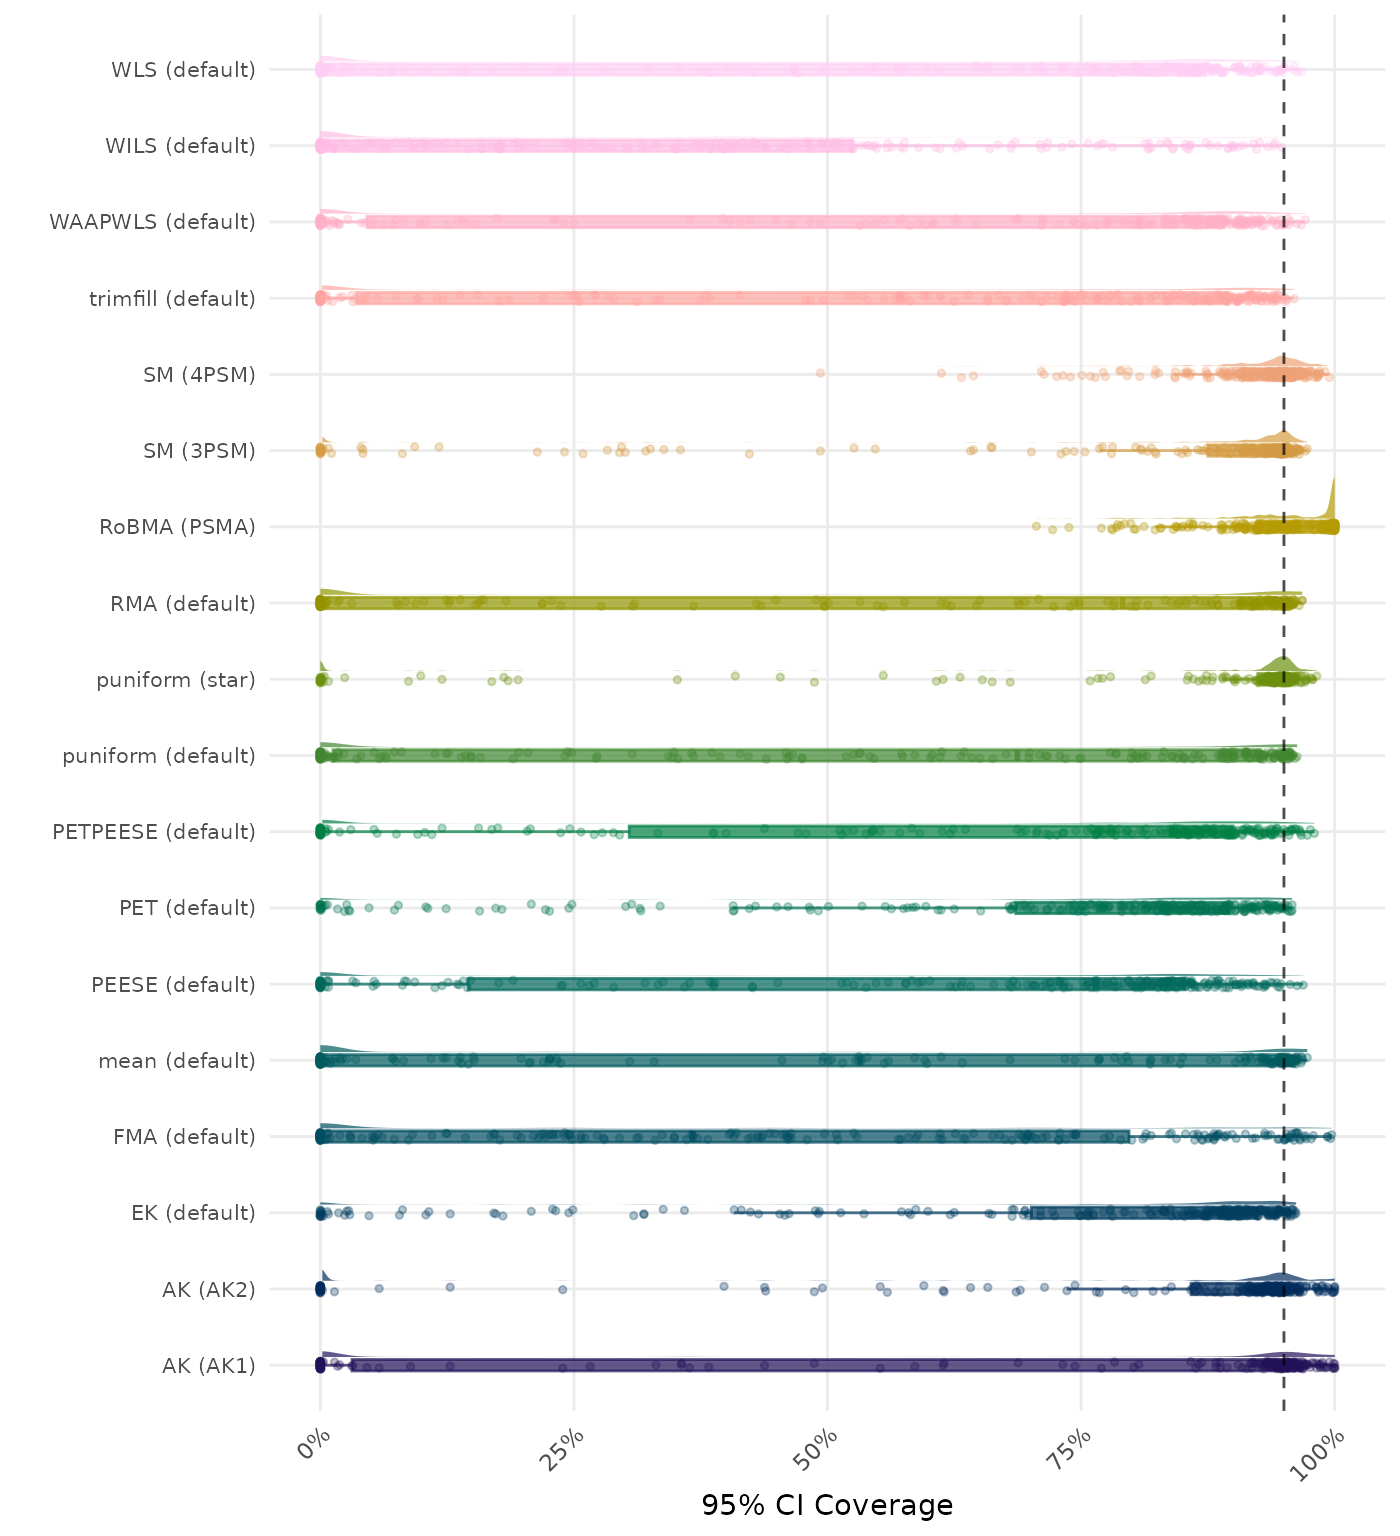 WLS (default)
WILS (default)
WAAPWLS (default)
trimfill (default)
SM (4PSM)
SM (3PSM)
RoBMA (PSMA)
RMA (default)
puniform (star)
puniform (default)
PETPEESE (default)
PET (default)
PEESE (default)
mean (default)
FMA (default)
EK (default)
AK (AK2)
AK (AK1)
0%
25%
50%
75%
100%
95% CI Coverage